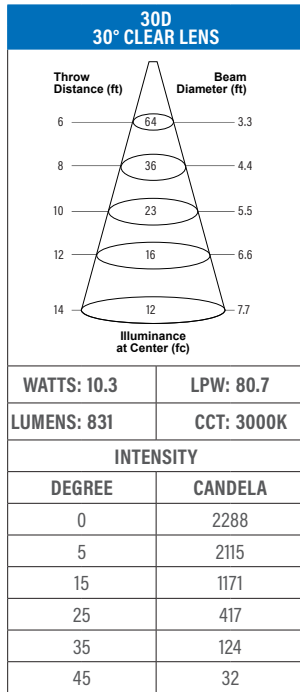 30D
30° CLEAR LENS
Throw Beam
Distance (ft) Diameter (ft)
6 64 3.3
8 36 4.4
10 23 5.5
12 16 6.6
14 12 7.7
Illuminance
at Center (fc)
WATTS: 10.3 LPW: 80.7
LUMENS: 831 CCT: 3000K
INTENSITY
DEGREE CANDELA
0 2288
5 2115
15 1171
25 417
35 124
45 32